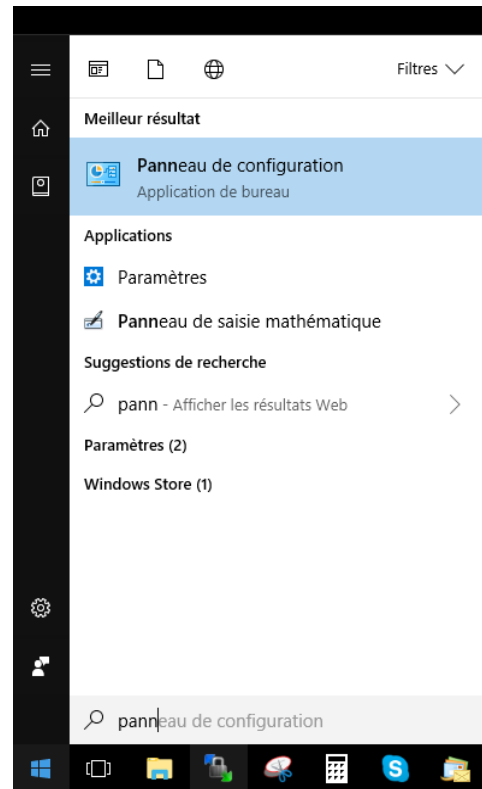 Filtres
Meilleur résultat
Panneau de configuration
Application de bureau
Applications
Paramètres
Panneau de saisie mathématique
Suggestions de recherche
pann - Afficher les résultats Web
Paramètres (2)
Windows Store (1)
panneau de configuration